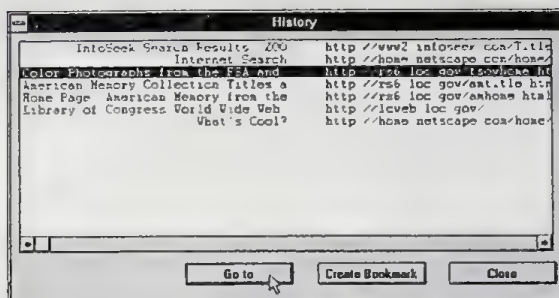 History
InfoSeek Search Results ZOO http //www2 infoseek com/Title
Internet Search http //home netscape com/home/
Color Photographs from the FSA and http //rs6 loc gov/ ht
American Memory Collection Titles a http //rs6 loc gov/amtitle htm
Home Page American Memory from the http //rs6 loc gov/amhome html
Library of Congress World Wide Web http //lcweb loc gov/
What's Cool? http //home netscape com/home/
Go to Create Bookmark Close